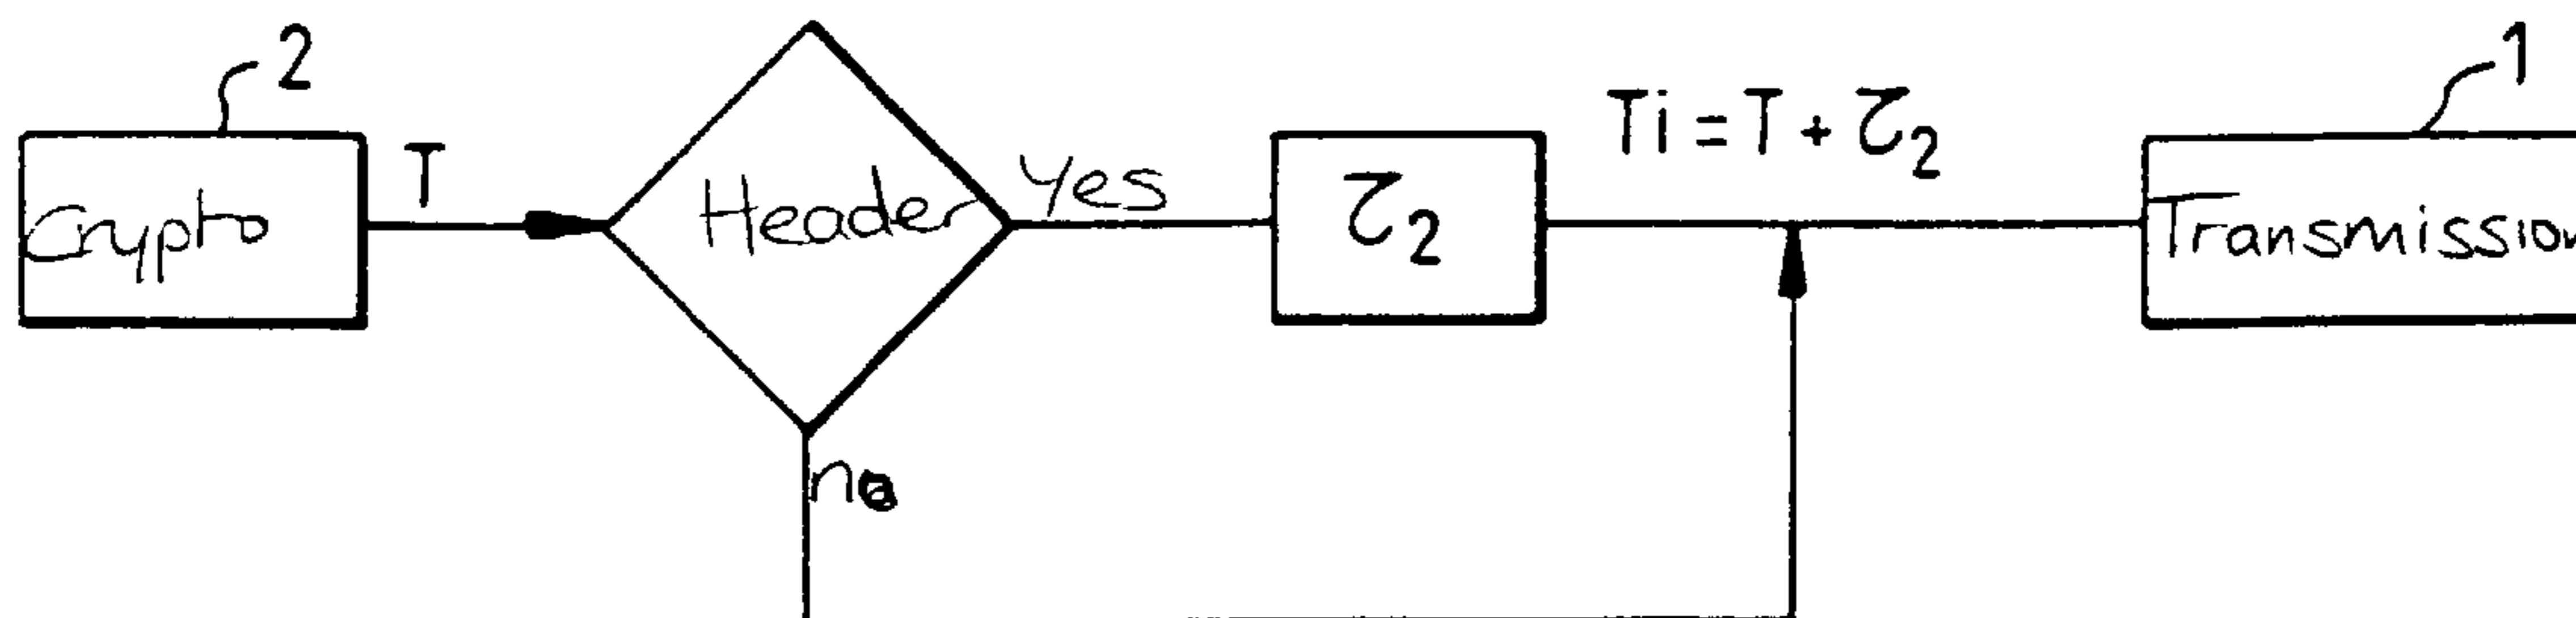 2
Crypto
T
Header
Yes
τ₂
Ti = T + τ₂
1
Transmission
no